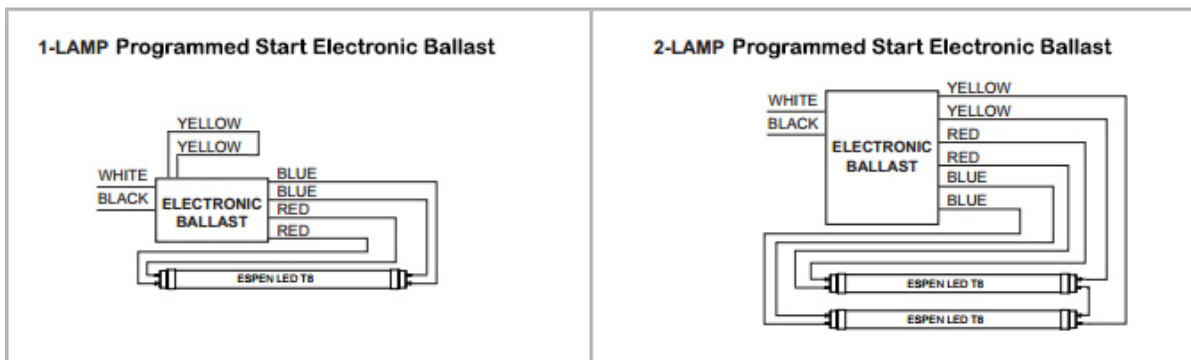 1-LAMP Programmed Start Electronic Ballast
YELLOW
YELLOW
WHITE
BLACK
ELECTRONIC
BALLAST
BLUE
BLUE
RED
RED
ESPEN LED T8
2-LAMP Programmed Start Electronic Ballast
WHITE
BLACK
ELECTRONIC
BALLAST
YELLOW
YELLOW
RED
RED
BLUE
BLUE
ESPEN LED T8
ESPEN LED T8